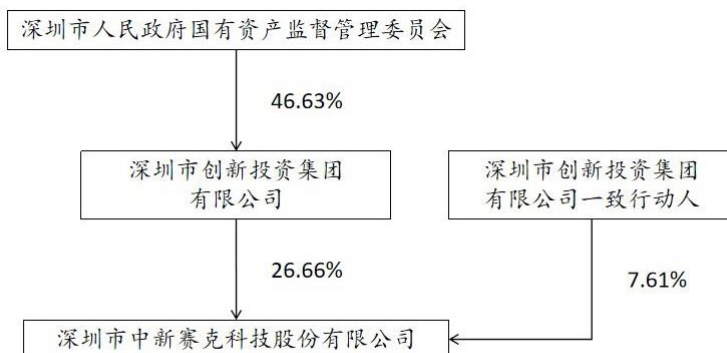 深圳市人民政府国有资产监督管理委员会
46.63%
深圳市创新投资集团
有限公司
深圳市创新投资集团
有限公司一致行动人
26.66%
7.61%
深圳市中新赛克科技股份有限公司